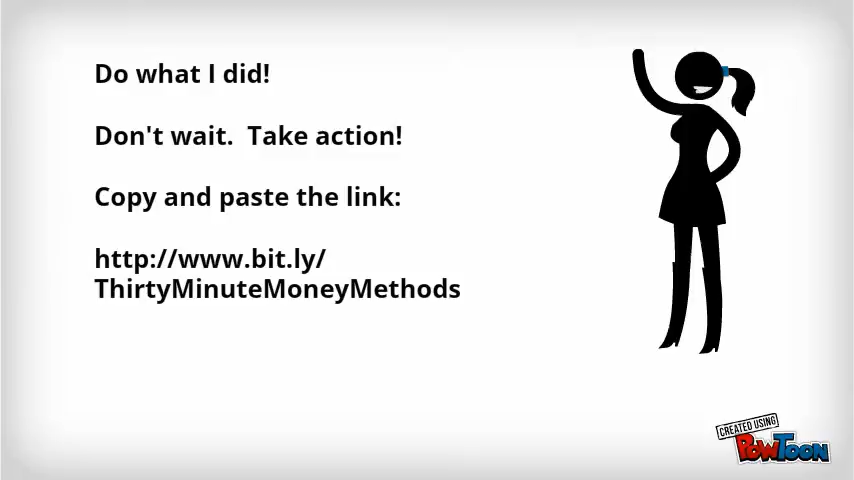 Do what I did!
Don't wait.  Take action!
Copy and paste the link:
http://www.bit.ly/
ThirtyMinuteMoneyMethods
CREATED USING
POWTOON